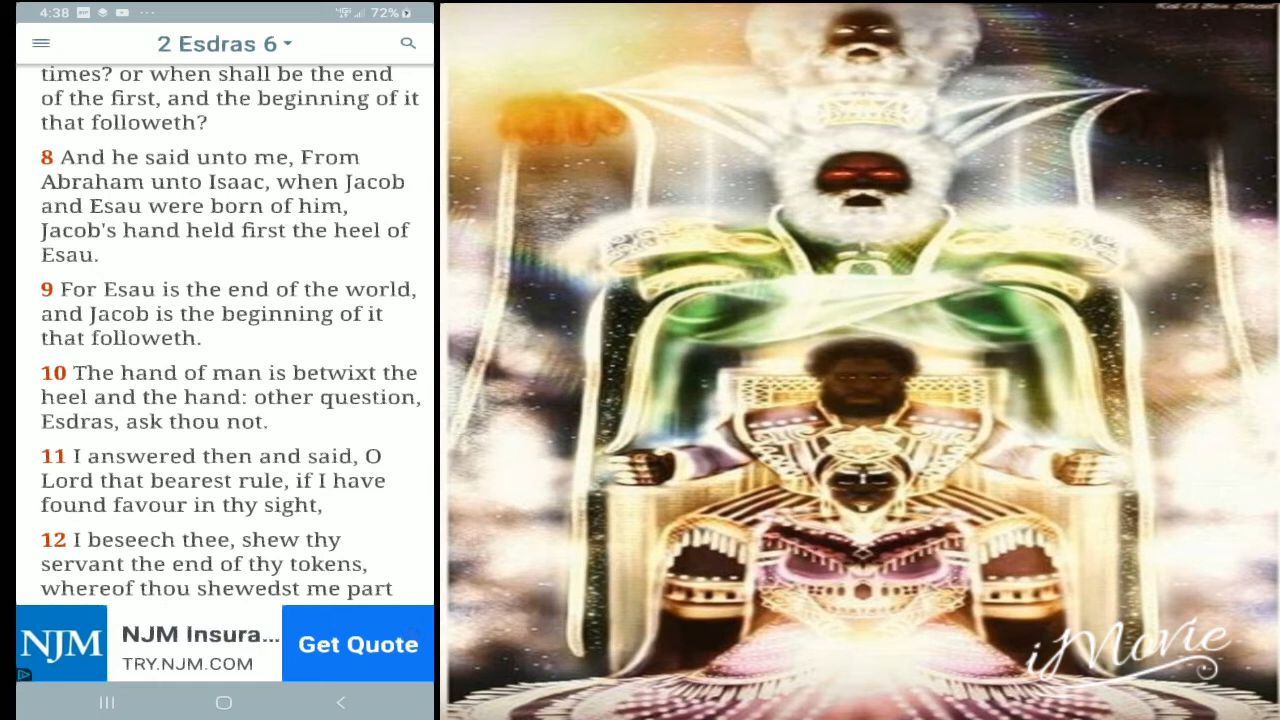 4:38
72%
2 Esdras 6
times? or when shall be the end
of the first, and the beginning of it
that followeth?
8 And he said unto me, From
Abraham unto Isaac, when Jacob
and Esau were born of him,
Jacob's hand held first the heel of
Esau.
9 For Esau is the end of the world,
and Jacob is the beginning of it
that followeth.
10 The hand of man is betwixt the
heel and the hand: other question,
Esdras, ask thou not.
11 I answered then and said, O
Lord that bearest rule, if I have
found favour in thy sight,
12 I beseech thee, shew thy
servant the end of thy tokens,
whereof thou shewedst me part
NJM
NJM Insura...
TRY.NJM.COM
Get Quote
iMovie